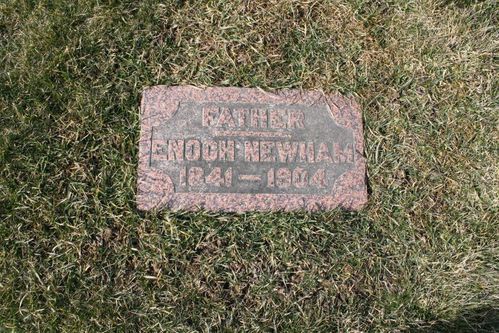 FATHER
ENOCH NEWHAM
1841 — 1904